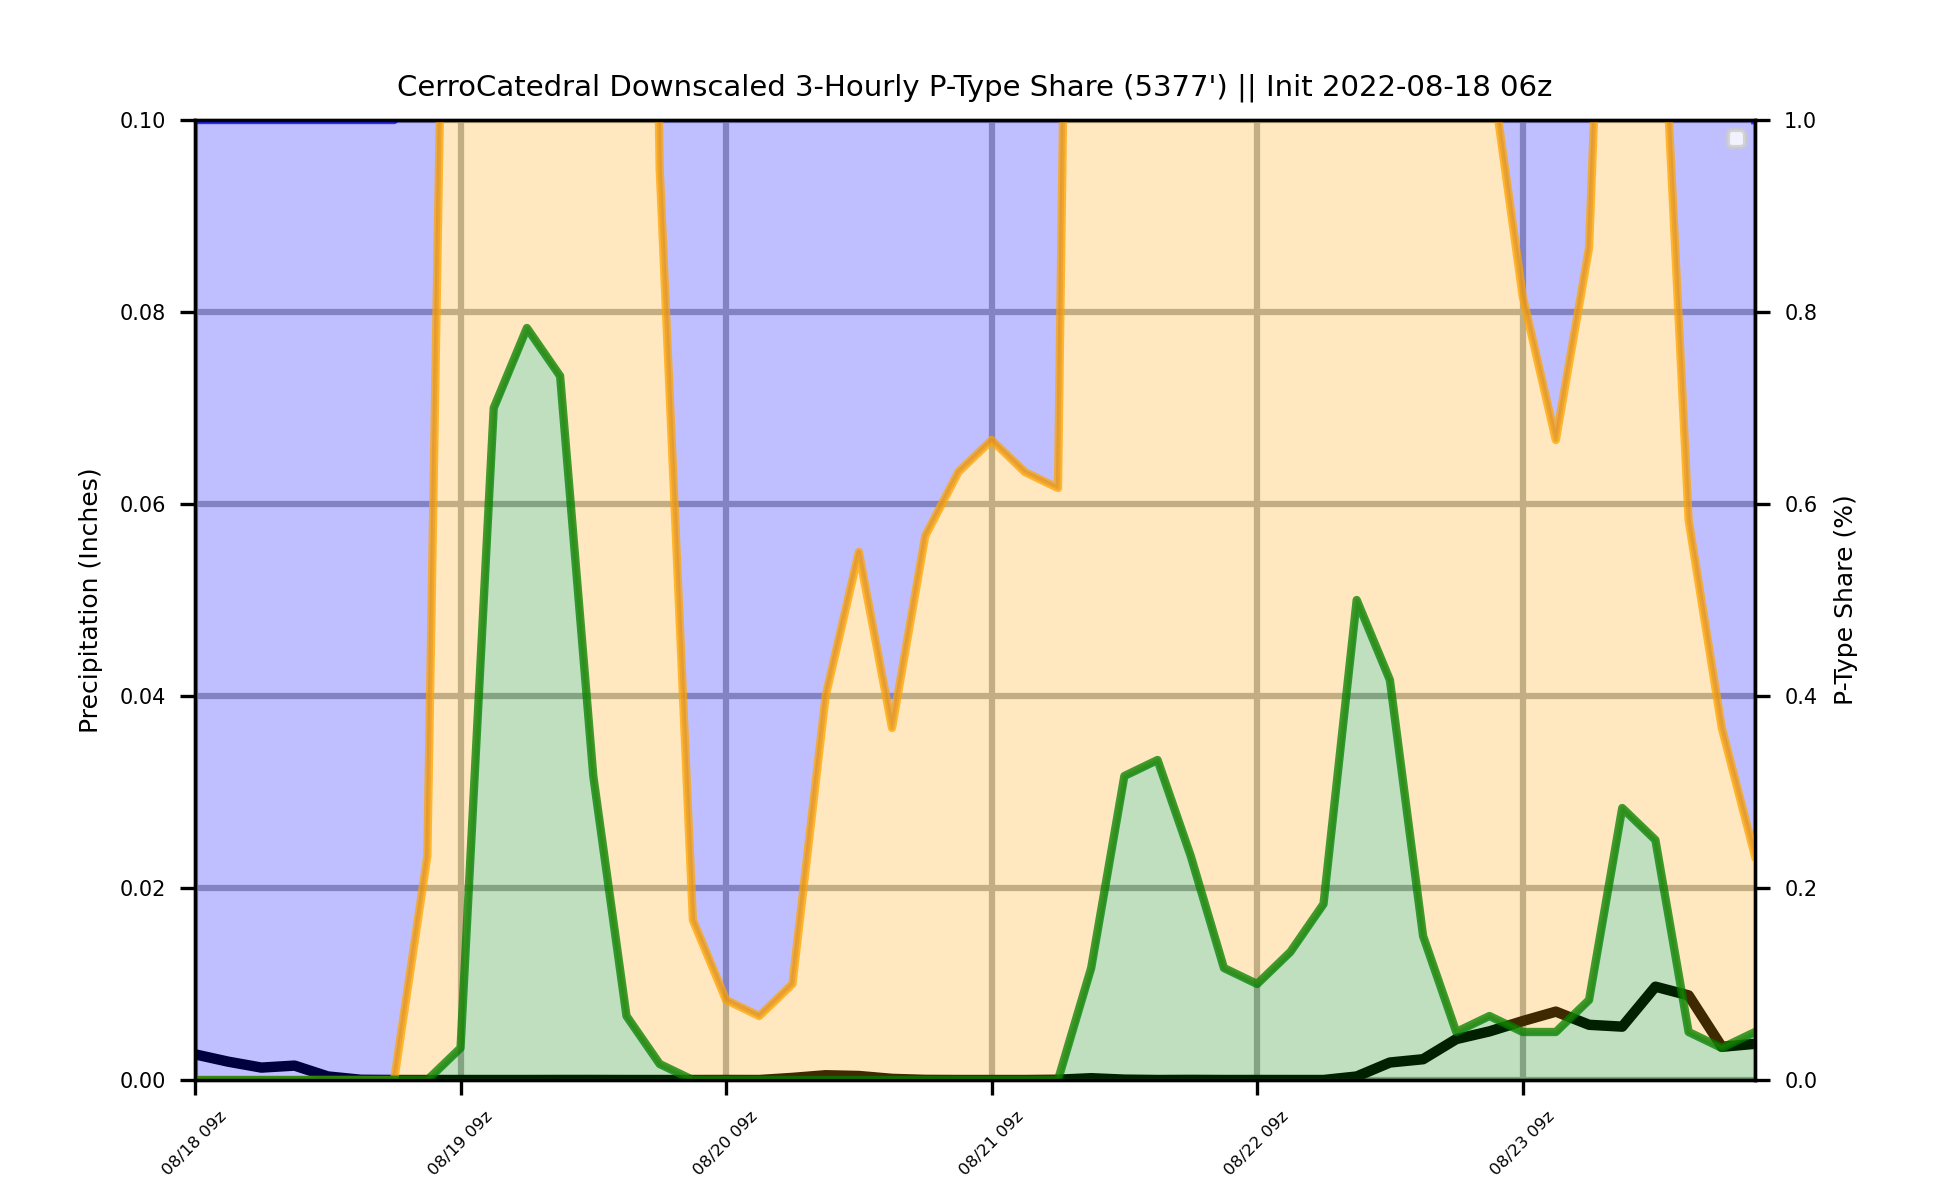 CerroCatedral Downscaled 3-Hourly P-Type Share (5377') || Init 2022-08-18 06z
0.10
0.08
0.06
0.04
0.02
0.00
Precipitation (Inches)
1.0
0.8
0.6
0.4
0.2
0.0
P-Type Share (%)
08/18 09z
08/19 09z
08/20 09z
08/21 09z
08/22 09z
08/23 09z